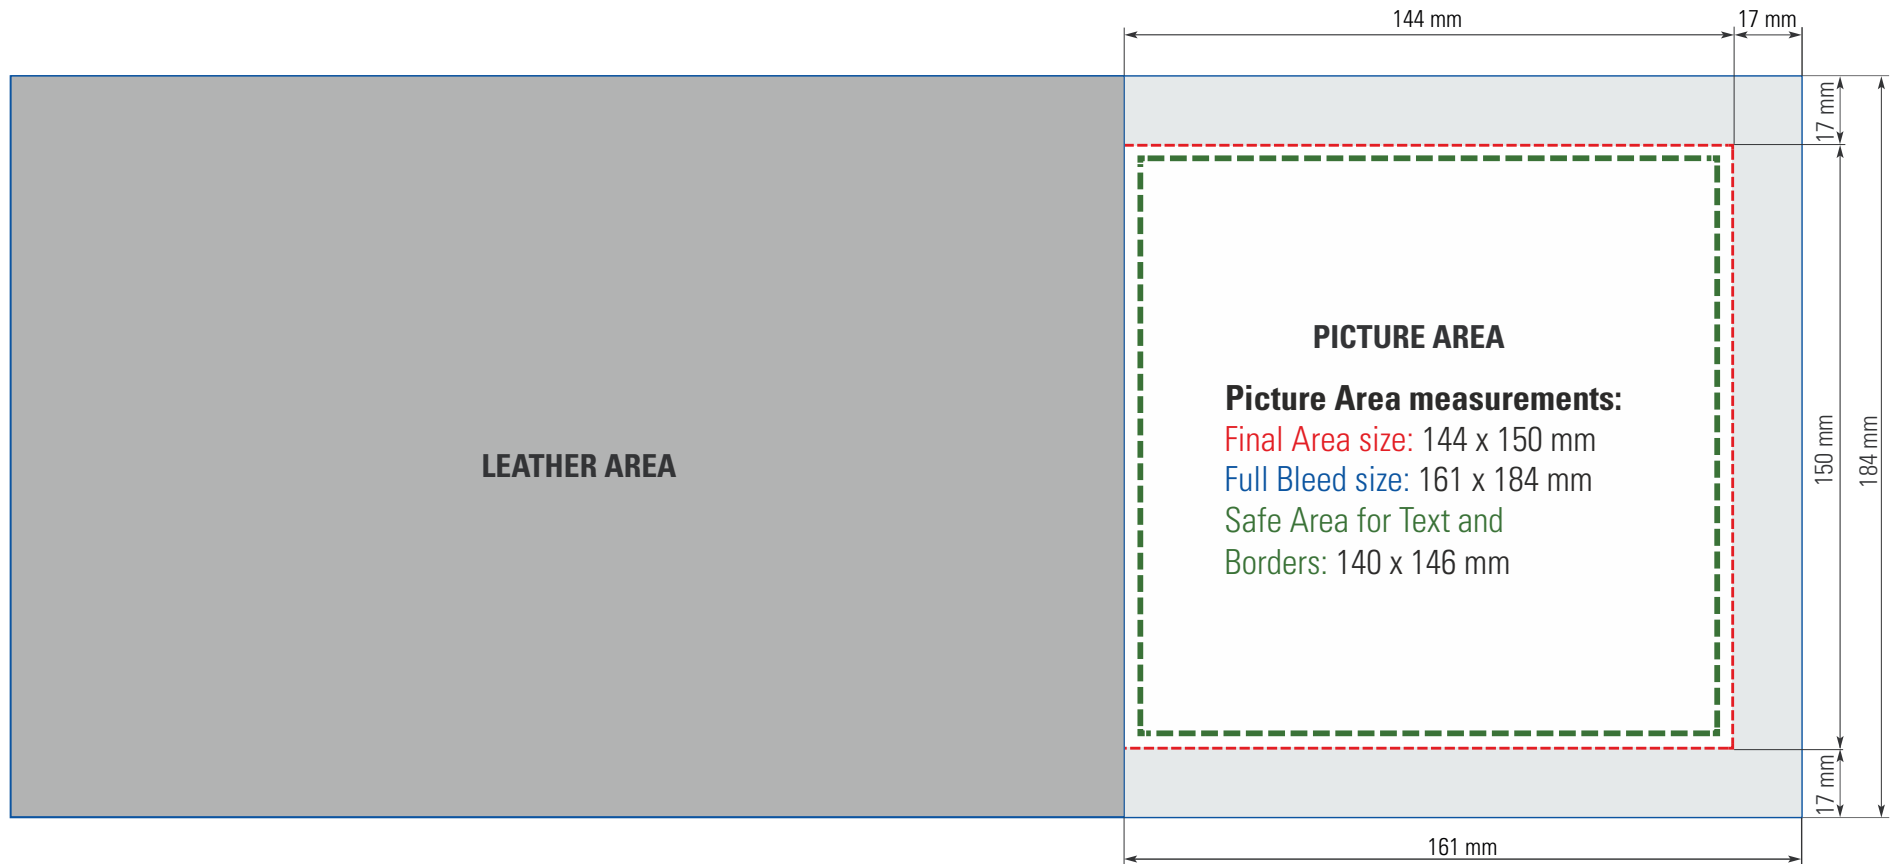 144 mm
17 mm
17 mm
PICTURE AREA
Picture Area measurements:
Final Area size: 144 x 150 mm
Full Bleed size: 161 x 184 mm
Safe Area for Text and
Borders: 140 x 146 mm
LEATHER AREA
150 mm
184 mm
17 mm
161 mm